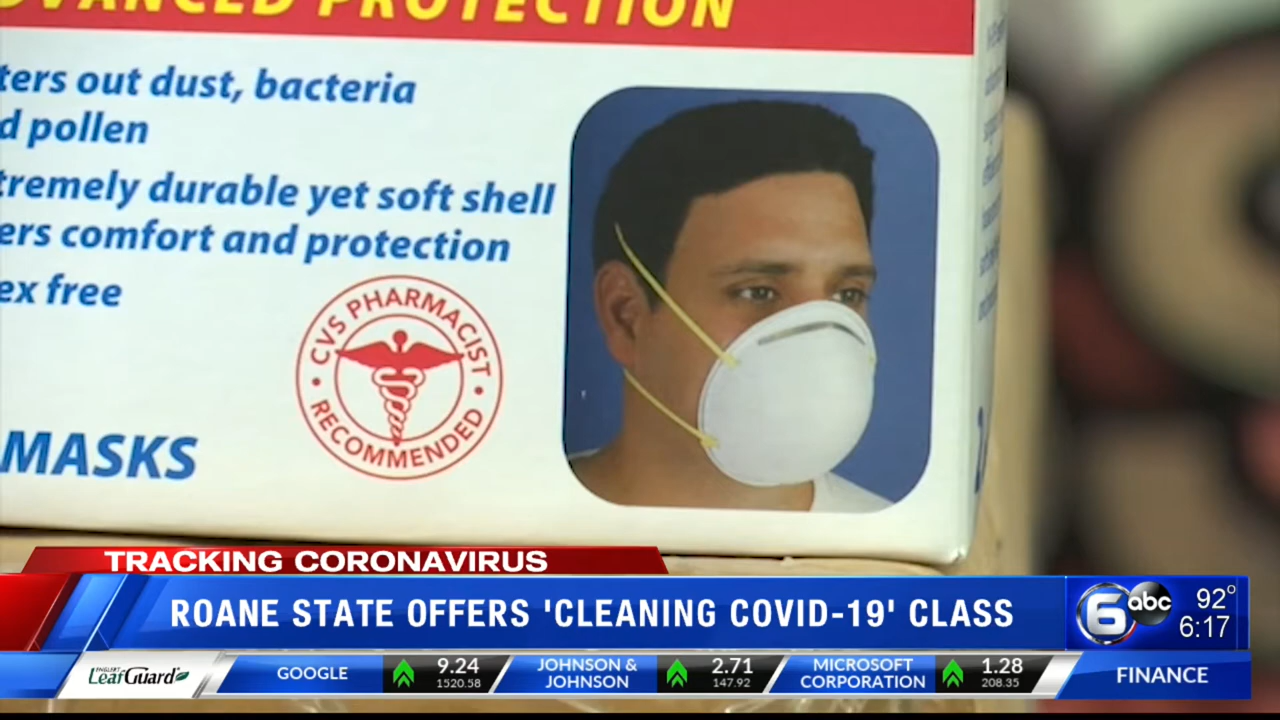 DVANCED PROTECTION
ters out dust, bacteria
d pollen
tremely durable yet soft shell
ers comfort and protection
ex free
CVS PHARMACIST
RECOMMENDED
MASKS
TRACKING CORONAVIRUS
ROANE STATE OFFERS 'CLEANING COVID-19' CLASS
6 abc
92°
6:17
ENGLERT
LeafGuard
GOOGLE
9.24
1520.58
JOHNSON &
JOHNSON
2.71
147.92
MICROSOFT
CORPORATION
1.28
208.35
FINANCE